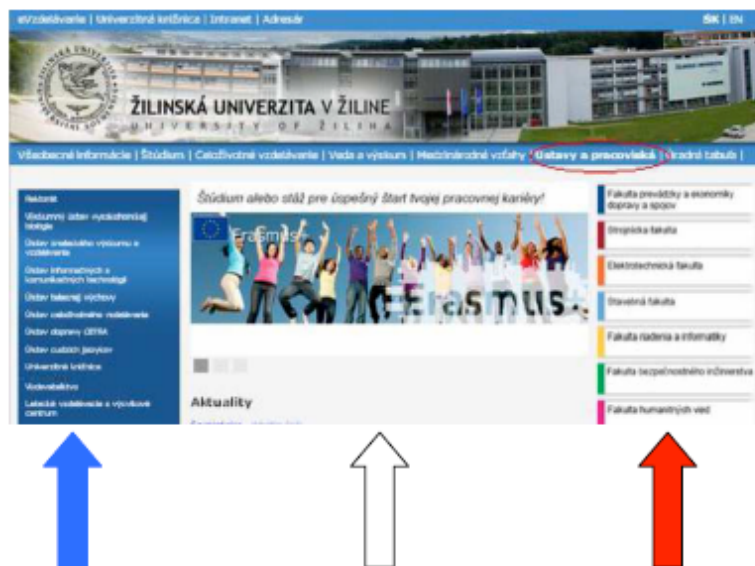 eVzdelávanie | Univerzitná knižnica | Intranet | Adresár
SK | EN
ŽILINSKÁ UNIVERZITA V ŽILINE
UNIVERSITY OF ŽILINA
Všeobecné informácie | Štúdium | Celoživotné vzdelávanie | Veda a výskum | Medzinárodné vzťahy | Ústavy a pracoviská | Úradná tabuľa |
Rektorát
Výskumný ústav vysokohorskej
biológie
Ústav znaleckého výskumu a
vzdelávania
Ústav informačných a
komunikačných technológií
Ústav telesnej výchovy
Ústav celoživotného vzdelávania
Ústav dopravy CETRA
Ústav cudzích jazykov
Univerzitná knižnica
Vydavateľstvo
Letecké vzdelávacie a výcvikové
centrum
Štúdium alebo stáž pre úspešný štart tvojej pracovnej kariéry!
Erasmus+
Erasmus+
Aktuality
Fakulta prevádzky a ekonomiky
dopravy a spojov
Strojnícka fakulta
Elektrotechnická fakulta
Stavebná fakulta
Fakulta riadenia a informatiky
Fakulta bezpečnostného inžinierstva
Fakulta humanitných vied